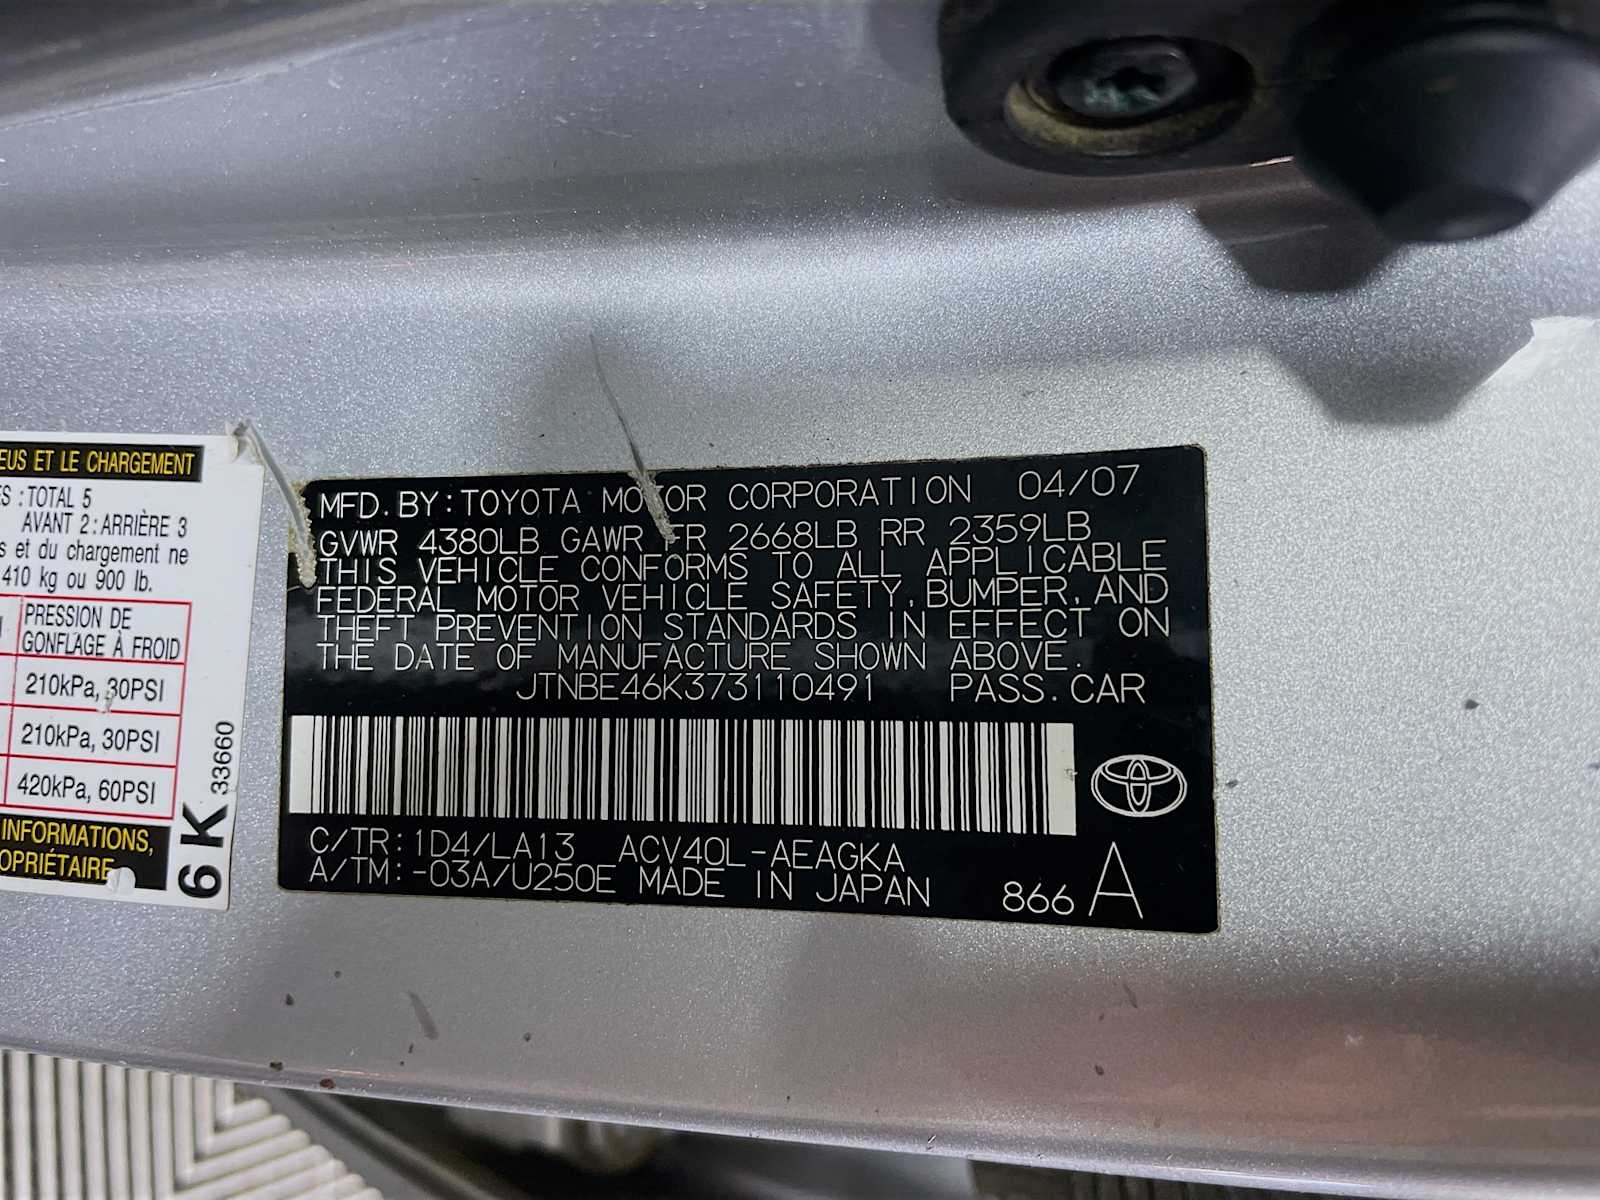 EUS ET LE CHARGEMENT
ES : TOTAL 5
AVANT 2 : ARRIÈRE 3
s et du chargement ne
410 kg ou 900 lb.
PRESSION DE
GONFLAGE À FROID
210kPa, 30PSI
210kPa, 30PSI
420kPa, 60PSI
INFORMATIONS,
OPRIÉTAIRE
6K 33660
MFD. BY: TOYOTA MOTOR CORPORATION 04/07
GVWR 4380LB GAWR FR 2668LB RR 2359LB
THIS VEHICLE CONFORMS TO ALL APPLICABLE
FEDERAL MOTOR VEHICLE SAFETY, BUMPER, AND
THEFT PREVENTION STANDARDS IN EFFECT ON
THE DATE OF MANUFACTURE SHOWN ABOVE.
JTNBE46K373110491 PASS. CAR
C/TR: 1D4/LA13 ACV40L-AEAGKA
A/TM: -03A/U250E MADE IN JAPAN
866 A